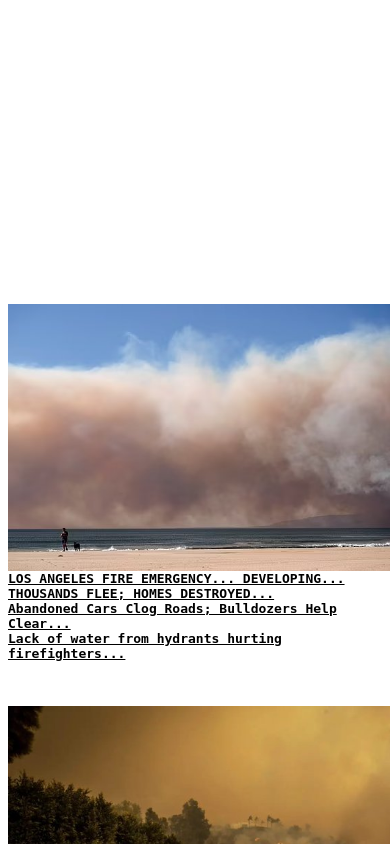 LOS ANGELES FIRE EMERGENCY... DEVELOPING...
THOUSANDS FLEE; HOMES DESTROYED...
Abandoned Cars Clog Roads; Bulldozers Help
Clear...
Lack of water from hydrants hurting
firefighters...